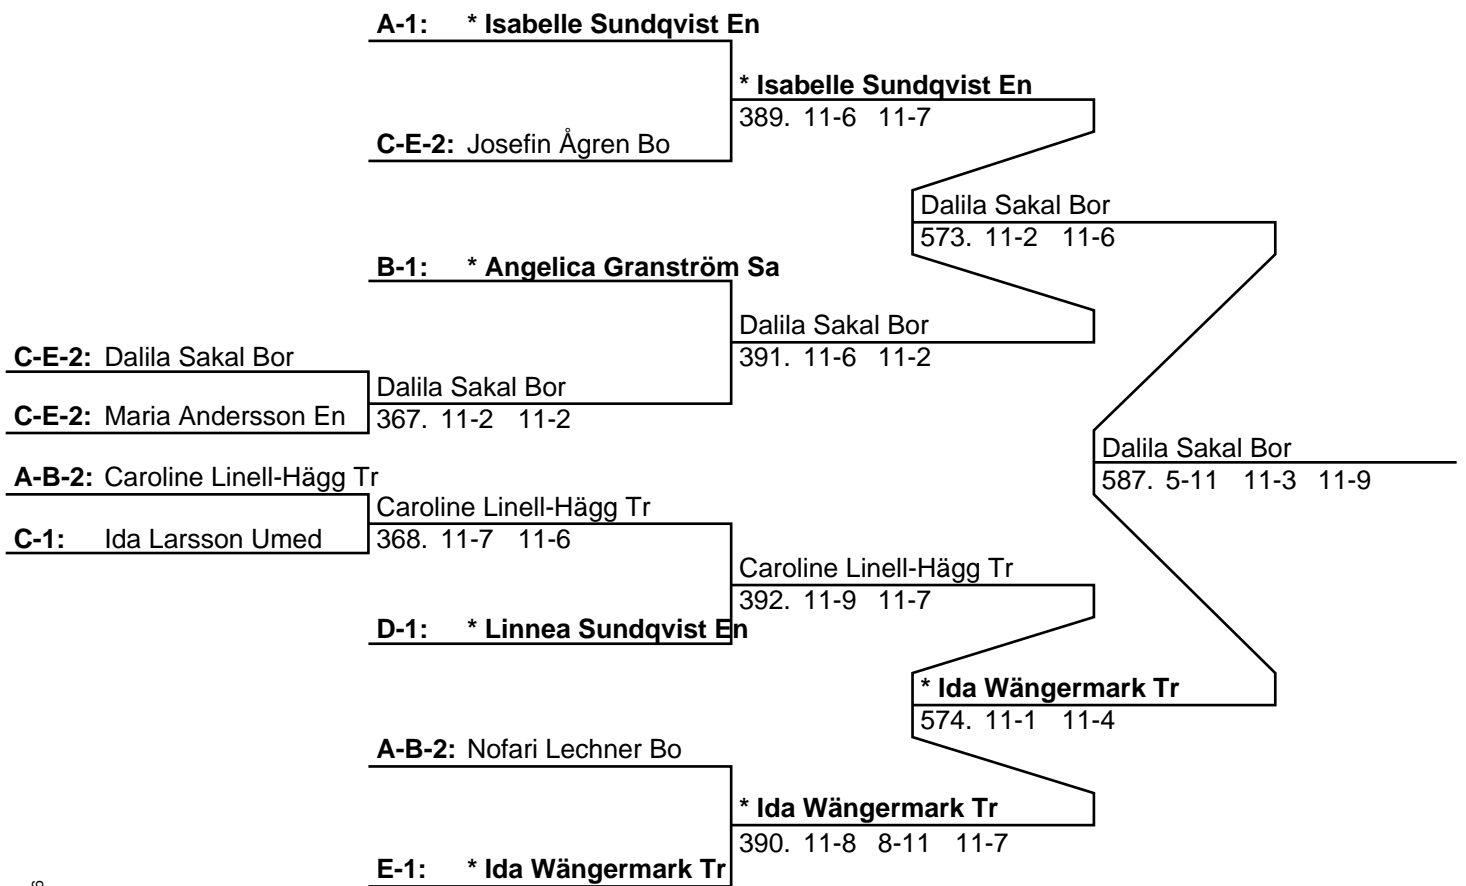 A-1: * Isabelle Sundqvist En
* Isabelle Sundqvist En
389. 11-6 11-7
C-E-2: Josefin Ågren Bo
Dalila Sakal Bor
573. 11-2 11-6
B-1: * Angelica Granström Sa
Dalila Sakal Bor
391. 11-6 11-2
C-E-2: Dalila Sakal Bor
Dalila Sakal Bor
367. 11-2 11-2
C-E-2: Maria Andersson En
Dalila Sakal Bor
587. 5-11 11-3 11-9
A-B-2: Caroline Linell-Hägg Tr
Caroline Linell-Hägg Tr
368. 11-7 11-6
C-1: Ida Larsson Umed
Caroline Linell-Hägg Tr
392. 11-9 11-7
D-1: * Linnea Sundqvist En
* Ida Wängermark Tr
574. 11-1 11-4
A-B-2: Nofari Lechner Bo
* Ida Wängermark Tr
390. 11-8 8-11 11-7
E-1: * Ida Wängermark Tr